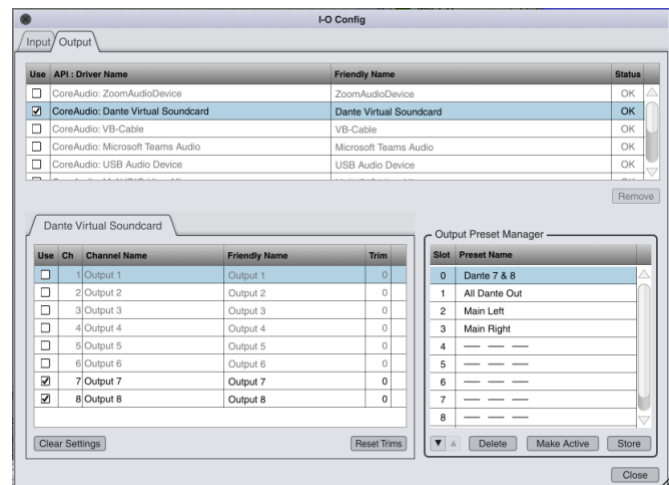 I-O Config
Input Output
Use API : Driver Name Friendly Name Status
CoreAudio: ZoomAudioDevice ZoomAudioDevice OK
CoreAudio: Dante Virtual Soundcard Dante Virtual Soundcard OK
CoreAudio: VB-Cable VB-Cable OK
CoreAudio: Microsoft Teams Audio Microsoft Teams Audio OK
CoreAudio: USB Audio Device USB Audio Device OK
Remove
Dante Virtual Soundcard
Use Ch Channel Name Friendly Name Trim
1 Output 1 Output 1 0
2 Output 2 Output 2 0
3 Output 3 Output 3 0
4 Output 4 Output 4 0
5 Output 5 Output 5 0
6 Output 6 Output 6 0
7 Output 7 Output 7 0
8 Output 8 Output 8 0
Clear Settings Reset Trims
Output Preset Manager
Slot Preset Name
0 Dante 7 & 8
1 All Dante Out
2 Main Left
3 Main Right
4 — — —
5 — — —
6 — — —
7 — — —
8 — — —
Delete Make Active Store
Close